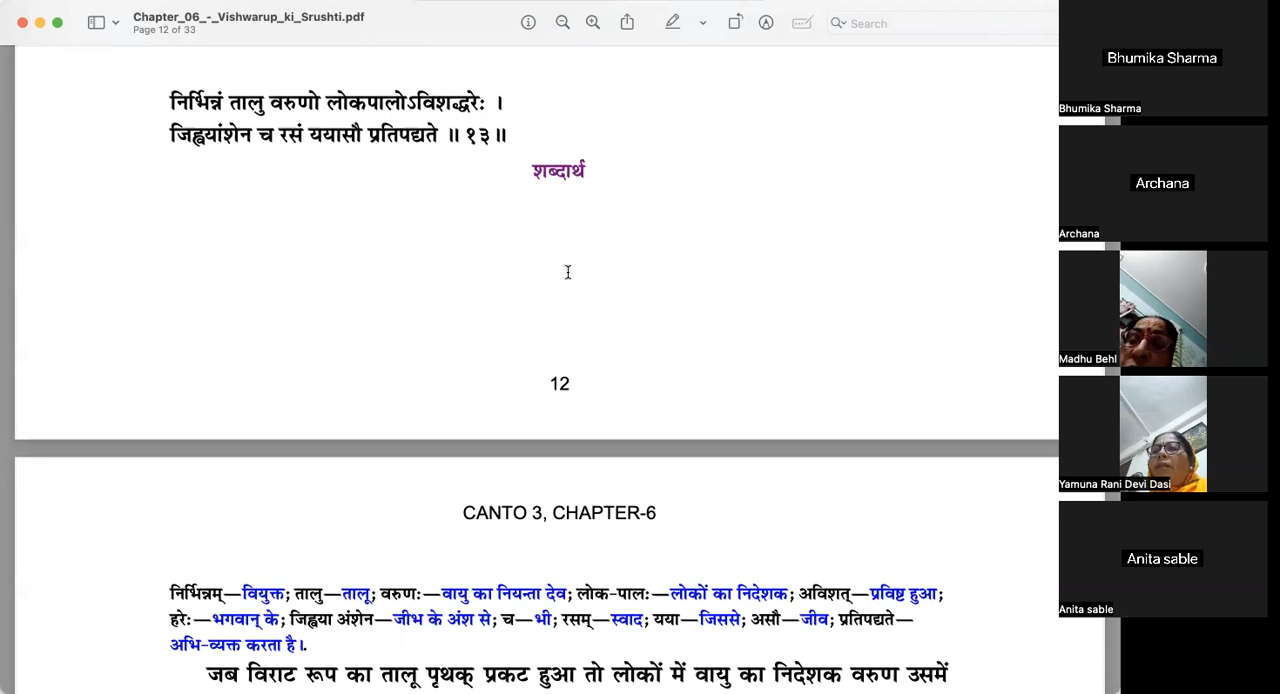 Chapter_06_-_Vishwarup_ki_Srushti.pdf
Page 12 of 33
Search
निर्भिन्नं तालु वरुणो लोकपालोऽविशद्धरेः ।
जिह्वयांशेन च रसं ययासौ प्रतिपद्यते ॥ १३॥
शब्दार्थ
12
CANTO 3, CHAPTER-6
निर्भिन्नम्—वियुक्त; तालु—तालू; वरुणः—वायु का नियन्ता देव; लोक-पालः—लोकों का निदेशक; अविशत्—प्रविष्ट हुआ;
हरेः—भगवान् के; जिह्वया अंशेन—जीभ के अंश से; च—भी; रसम्—स्वाद; यया—जिससे; असौ—जीव; प्रतिपद्यते—
अभि-व्यक्त करता है।.
जब विराट रूप का तालू पृथक् प्रकट हुआ तो लोकों में वायु का निदेशक वरुण उसमें
Bhumika Sharma
Bhumika Sharma
Archana
Archana
Madhu Behl
Yamuna Rani Devi Dasi
Anita sable
Anita sable